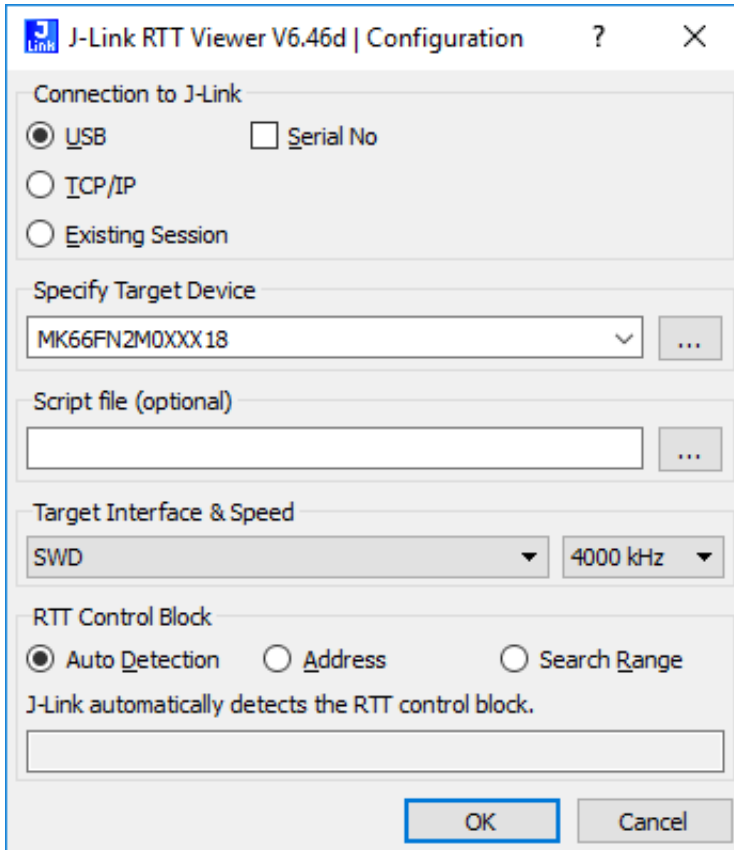 J-Link RTT Viewer V6.46d | Configuration ?
Connection to J-Link
USB Serial No
TCP/IP
Existing Session
Specify Target Device
MK66FN2M0XXX18 ...
Script file (optional)
...
Target Interface & Speed
SWD 4000 kHz
RTT Control Block
Auto Detection Address Search Range
J-Link automatically detects the RTT control block.
OK Cancel